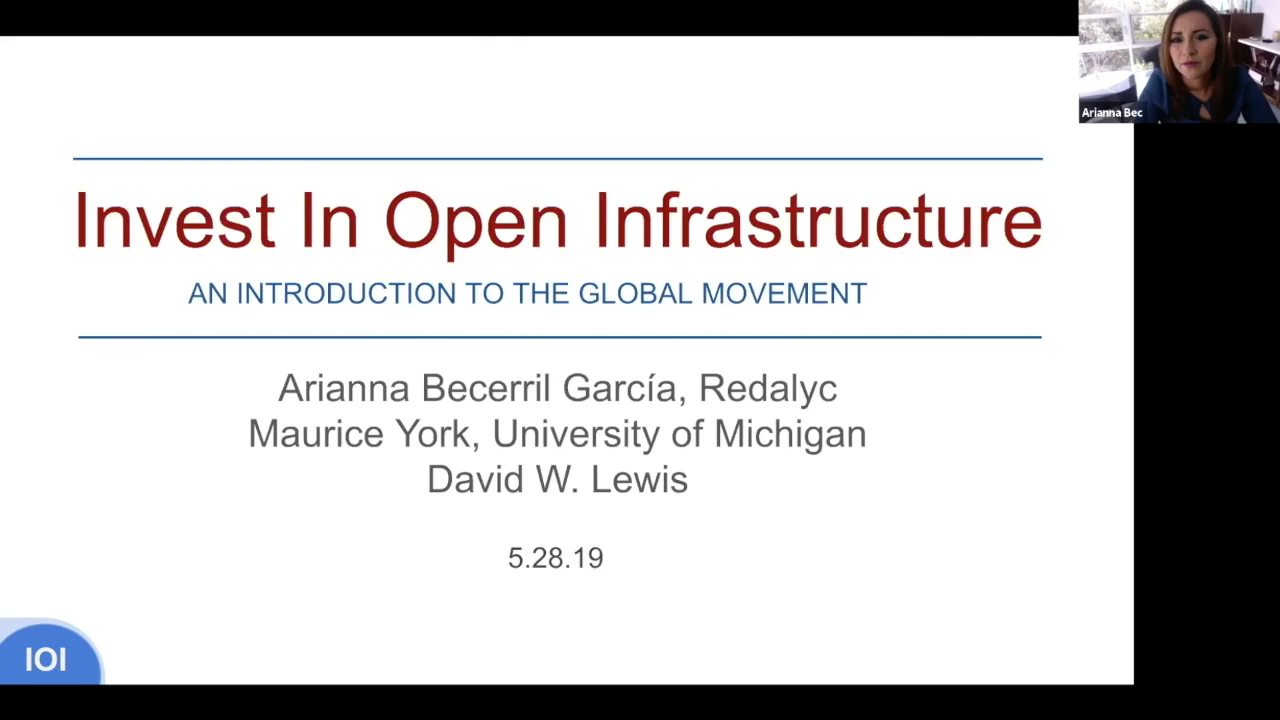 Arianna Bec
Invest In Open Infrastructure
AN INTRODUCTION TO THE GLOBAL MOVEMENT
Arianna Becerril García, Redalyc
Maurice York, University of Michigan
David W. Lewis
5.28.19
IOI